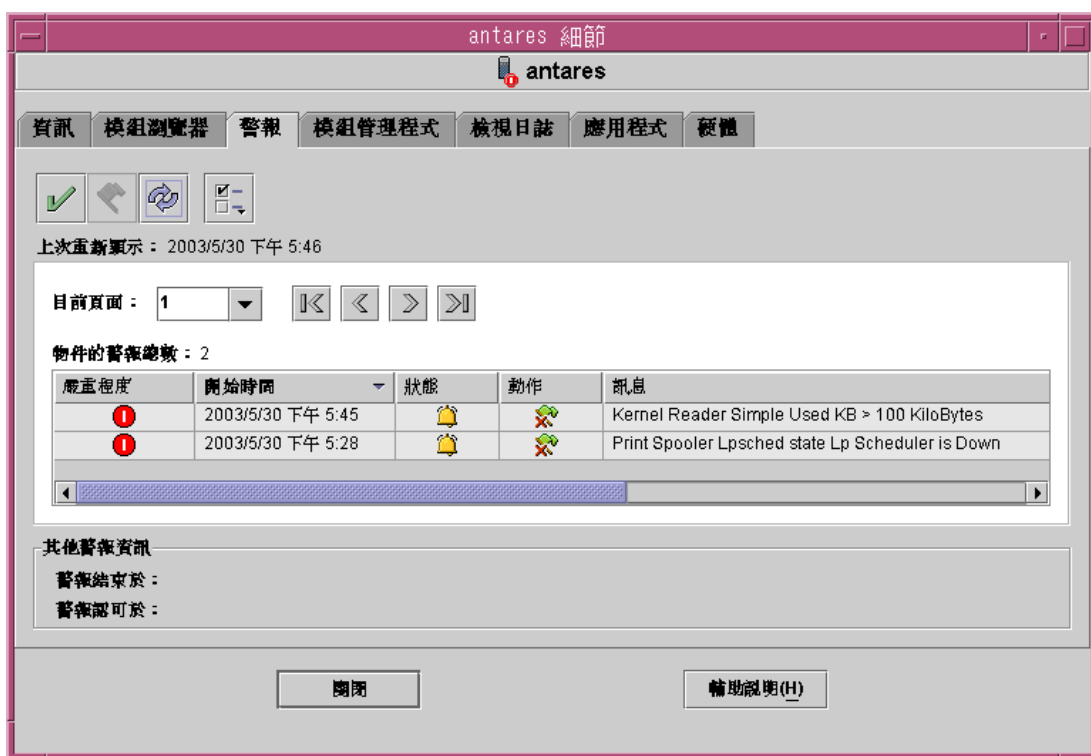 antares 細節
antares
資訊 模組瀏覽器 警報 模組管理程式 檢視日誌 應用程式 硬體
上次重新顯示： 2003/5/30 下午 5:46
目前頁面： 1
物件的警報總數： 2
嚴重程度 開始時間 狀態 動作 訊息
2003/5/30 下午 5:45 Kernel Reader Simple Used KB > 100 KiloBytes
2003/5/30 下午 5:28 Print Spooler Lpsched state Lp Scheduler is Down
其他警報資訊
警報結束於：
警報認可於：
關閉 輔助說明(H)